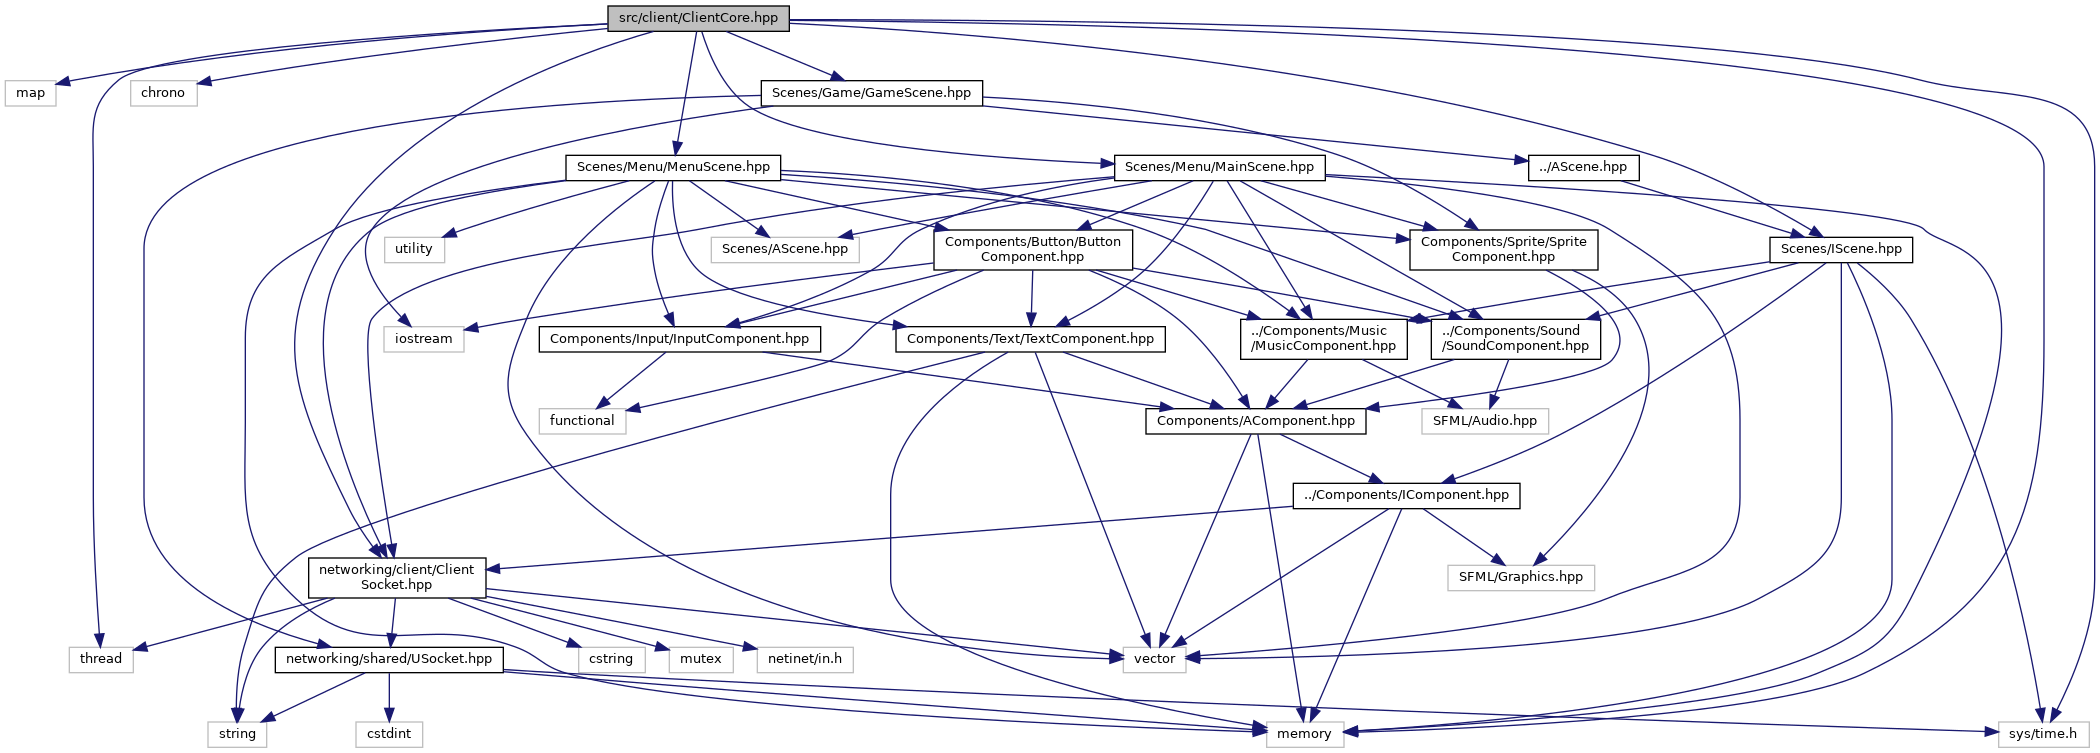 src/client/ClientCore.hpp
map
chrono
Scenes/Game/GameScene.hpp
Scenes/Menu/MenuScene.hpp
Scenes/Menu/MainScene.hpp
../AScene.hpp
utility
Scenes/AScene.hpp
Components/Button/Button
Component.hpp
Components/Sprite/Sprite
Component.hpp
Scenes/IScene.hpp
iostream
Components/Input/InputComponent.hpp
Components/Text/TextComponent.hpp
../Components/Music
/MusicComponent.hpp
../Components/Sound
/SoundComponent.hpp
functional
Components/AComponent.hpp
SFML/Audio.hpp
../Components/IComponent.hpp
networking/client/Client
Socket.hpp
SFML/Graphics.hpp
thread
networking/shared/USocket.hpp
cstring
mutex
netinet/in.h
vector
string
cstdint
memory
sys/time.h